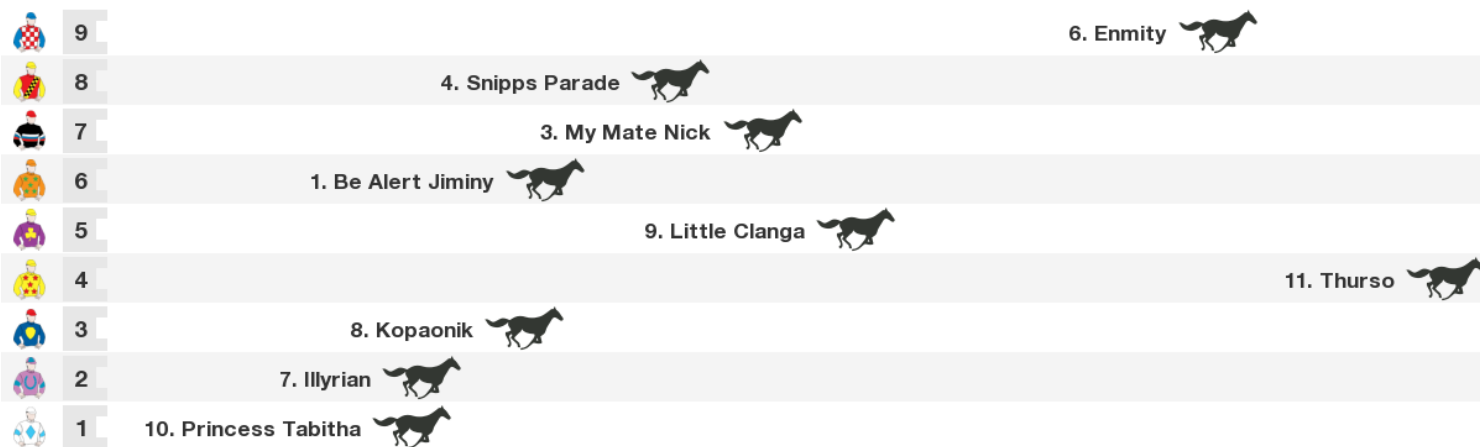 9 6. Enmity
8 4. Snipps Parade
7 3. My Mate Nick
6 1. Be Alert Jiminy
5 9. Little Clanga
4 11. Thurso
3 8. Kopaonik
2 7. Illyrian
1 10. Princess Tabitha